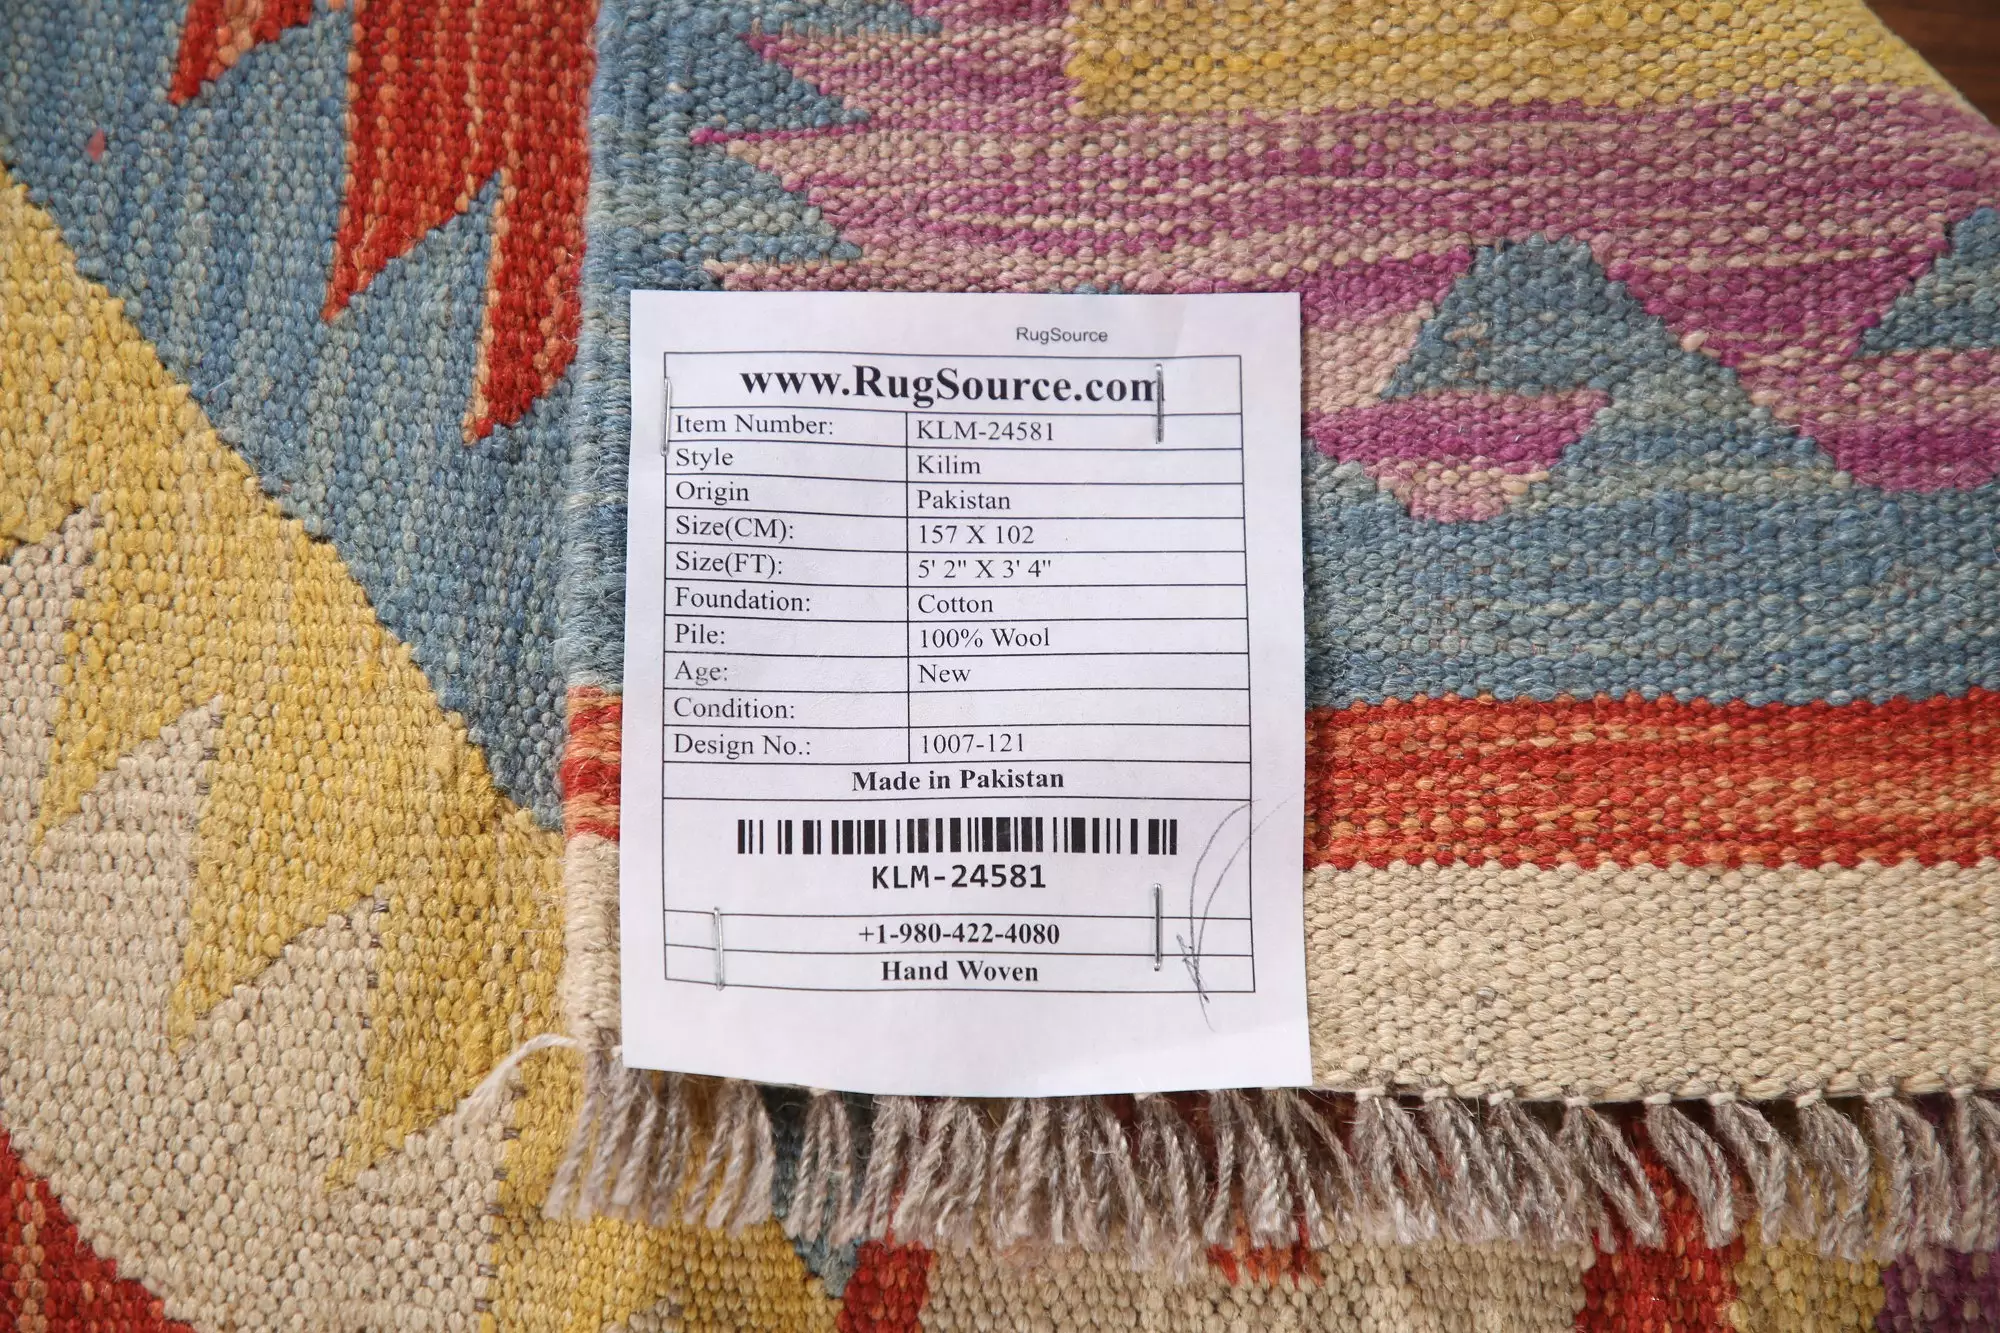 RugSource
www.RugSource.com
Item Number: KLM-24581
Style Kilim
Origin Pakistan
Size(CM): 157 X 102
Size(FT): 5' 2" X 3' 4"
Foundation: Cotton
Pile: 100% Wool
Age: New
Condition:
Design No.: 1007-121
Made in Pakistan
KLM-24581
+1-980-422-4080
Hand Woven